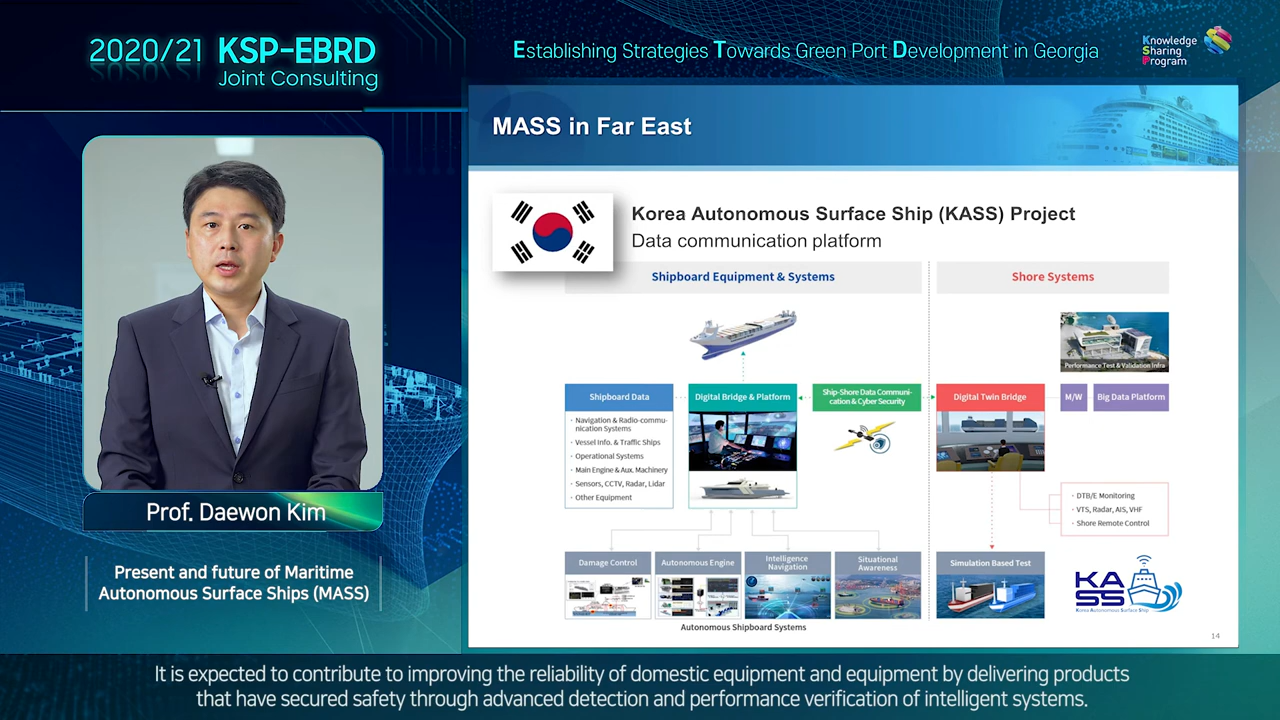 2020/21 KSP-EBRD
Joint Consulting
Establishing Strategies Towards Green Port Development in Georgia
Knowledge
Sharing
Program
MASS in Far East
Korea Autonomous Surface Ship (KASS) Project
Data communication platform
Shipboard Equipment & Systems
Shore Systems
Performance Test & Validation Infra
Shipboard Data
Digital Bridge & Platform
Ship-Shore Data Communi-
cation & Cyber Security
Digital Twin Bridge
M/W
Big Data Platform
· Navigation & Radio-commu-
nication Systems
· Vessel Info. & Traffic Ships
· Operational Systems
· Main Engine & Aux. Machinery
· Sensors, CCTV, Radar, Lidar
· Other Equipment
· DTB/E Monitoring
· VTS, Radar, AIS, VHF
· Shore Remote Control
Damage Control
Autonomous Engine
Intelligence
Navigation
Situational
Awareness
Simulation Based Test
Autonomous Shipboard Systems
KA
SS
Korea Autonomous Surface Ship
14
Prof. Daewon Kim
Present and future of Maritime
Autonomous Surface Ships (MASS)
It is expected to contribute to improving the reliability of domestic equipment and equipment by delivering products
that have secured safety through advanced detection and performance verification of intelligent systems.